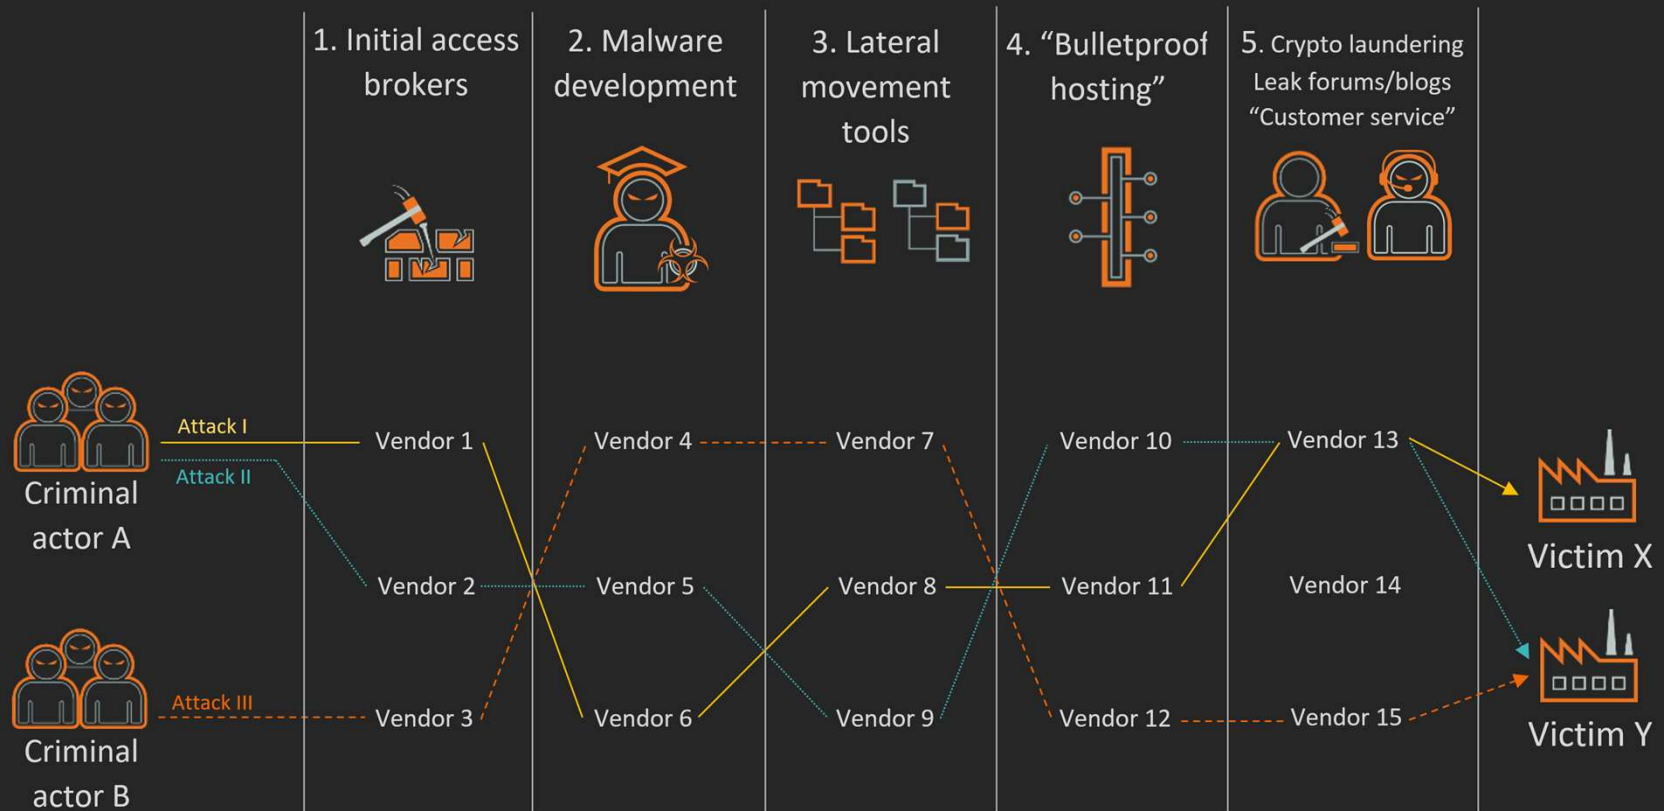 1. Initial access
brokers
2. Malware
development
3. Lateral
movement
tools
4. “Bulletproof
hosting”
5. Crypto laundering
Leak forums/blogs
“Customer service”
Attack I
Attack II
Criminal
actor A
Attack III
Criminal
actor B
Vendor 1
Vendor 4
Vendor 7
Vendor 10
Vendor 13
Vendor 2
Vendor 5
Vendor 8
Vendor 11
Vendor 14
Vendor 3
Vendor 6
Vendor 9
Vendor 12
Vendor 15
Victim X
Victim Y